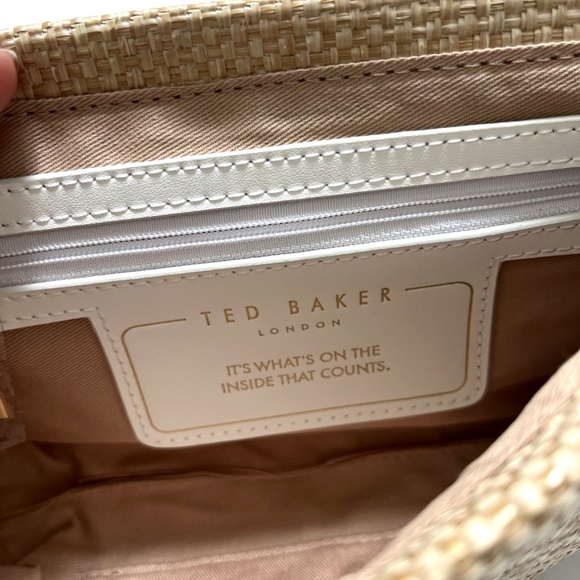 TED BAKER
LONDON
IT'S WHAT'S ON THE
INSIDE THAT COUNTS.